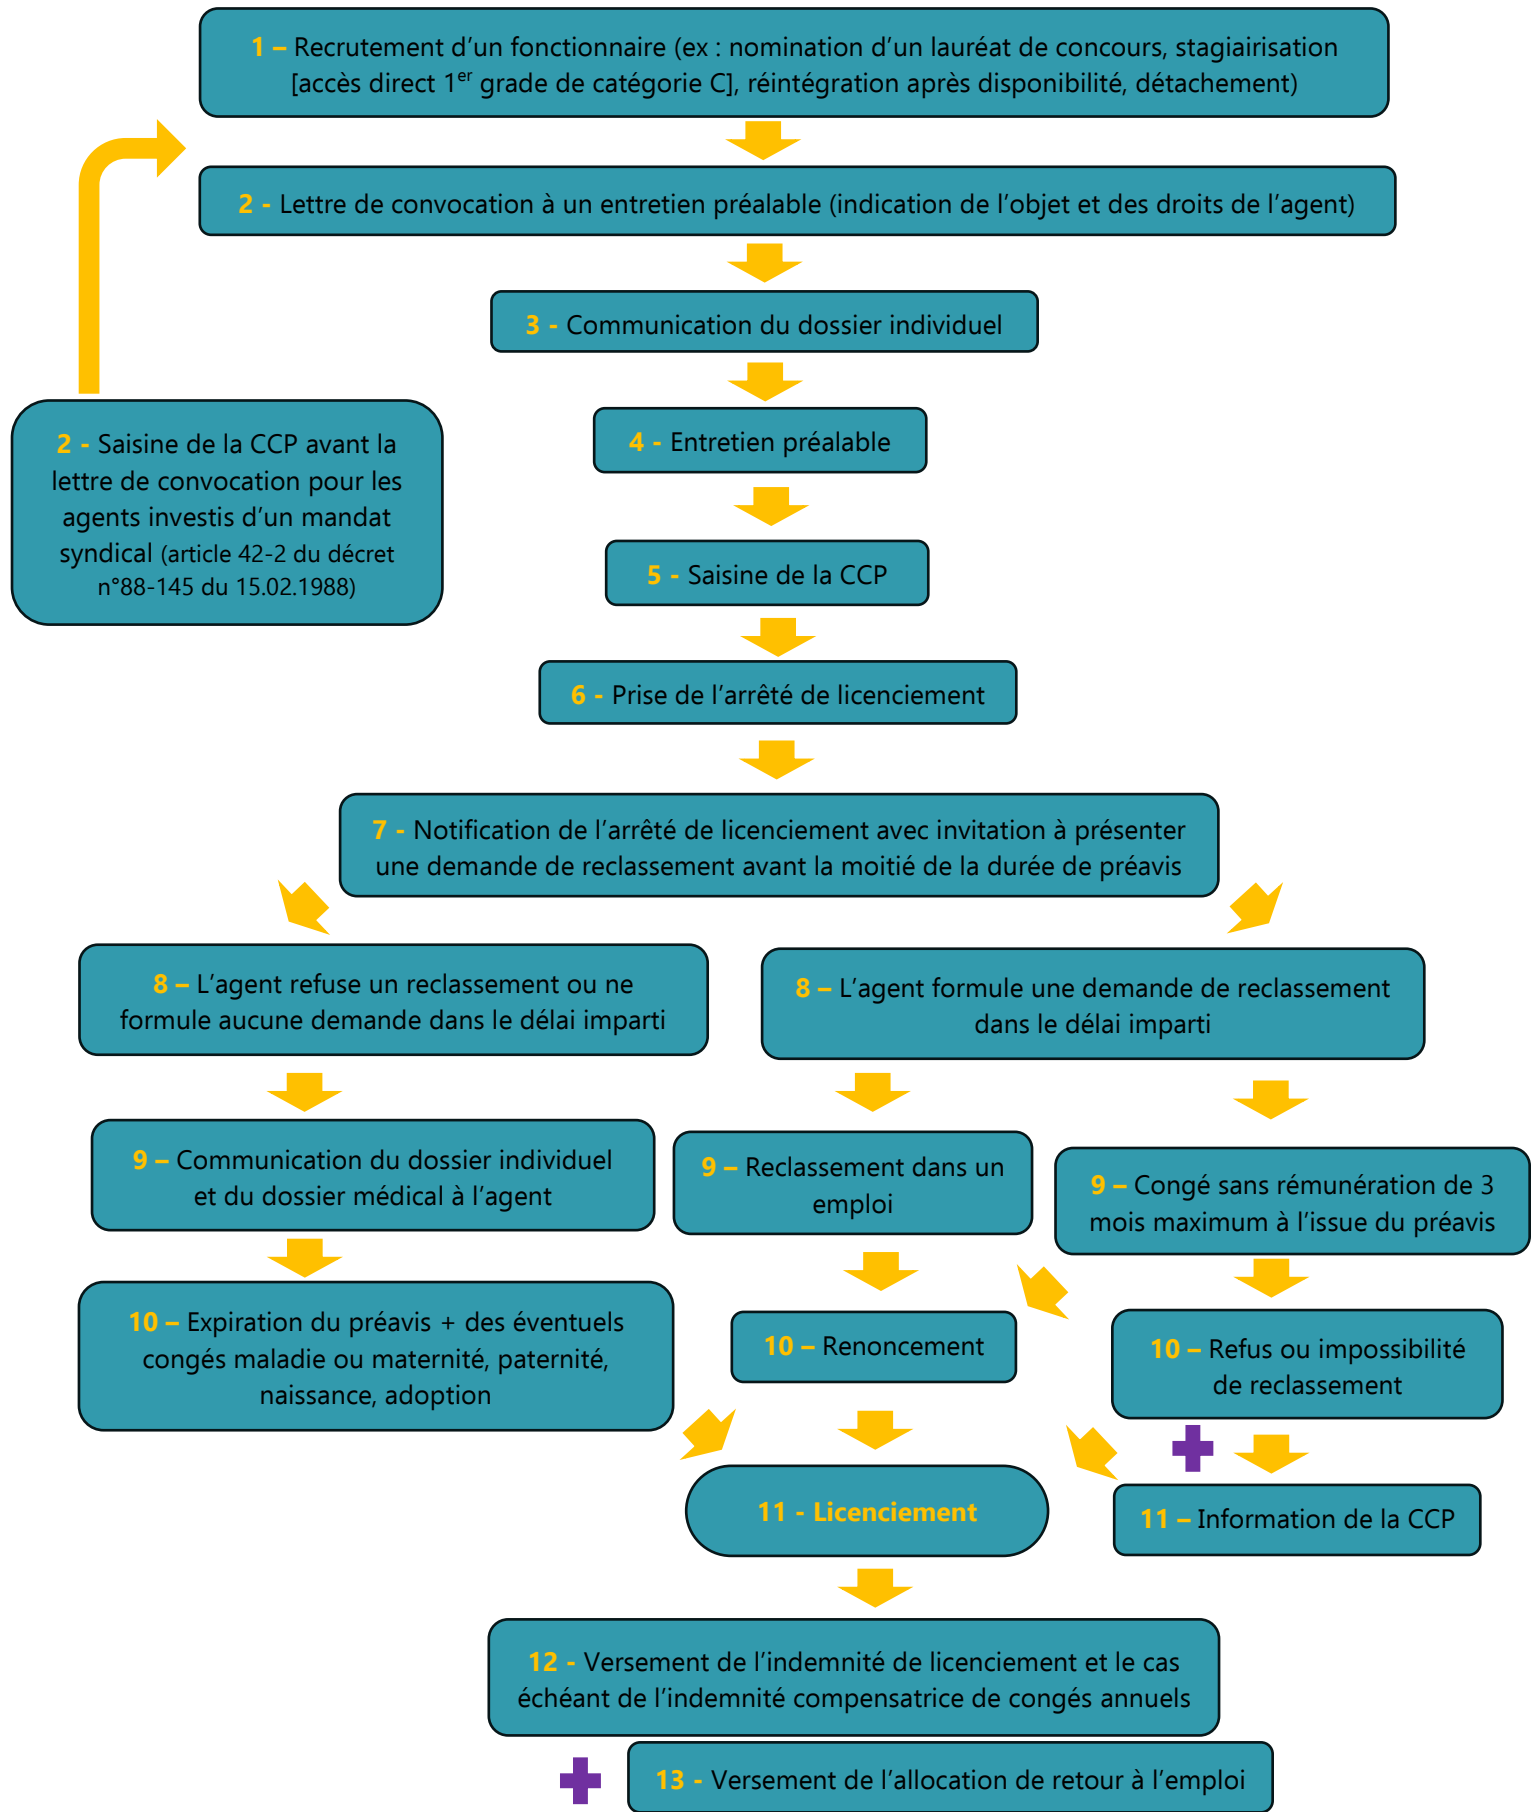 1 – Recrutement d’un fonctionnaire (ex : nomination d’un lauréat de concours, stagiairisation
[accès direct 1er grade de catégorie C], réintégration après disponibilité, détachement)
2 - Lettre de convocation à un entretien préalable (indication de l’objet et des droits de l’agent)
3 - Communication du dossier individuel
2 - Saisine de la CCP avant la
lettre de convocation pour les
agents investis d’un mandat
syndical (article 42-2 du décret
n°88-145 du 15.02.1988)
4 - Entretien préalable
5 - Saisine de la CCP
6 - Prise de l’arrêté de licenciement
7 - Notification de l’arrêté de licenciement avec invitation à présenter
une demande de reclassement avant la moitié de la durée de préavis
8 – L’agent refuse un reclassement ou ne
formule aucune demande dans le délai imparti
8 – L’agent formule une demande de reclassement
dans le délai imparti
9 – Communication du dossier individuel
et du dossier médical à l’agent
9 – Reclassement dans un
emploi
9 – Congé sans rémunération de 3
mois maximum à l’issue du préavis
10 – Expiration du préavis + des éventuels
congés maladie ou maternité, paternité,
naissance, adoption
10 – Renoncement
10 – Refus ou impossibilité
de reclassement
11 - Licenciement
11 – Information de la CCP
12 - Versement de l’indemnité de licenciement et le cas
échéant de l’indemnité compensatrice de congés annuels
13 - Versement de l’allocation de retour à l’emploi